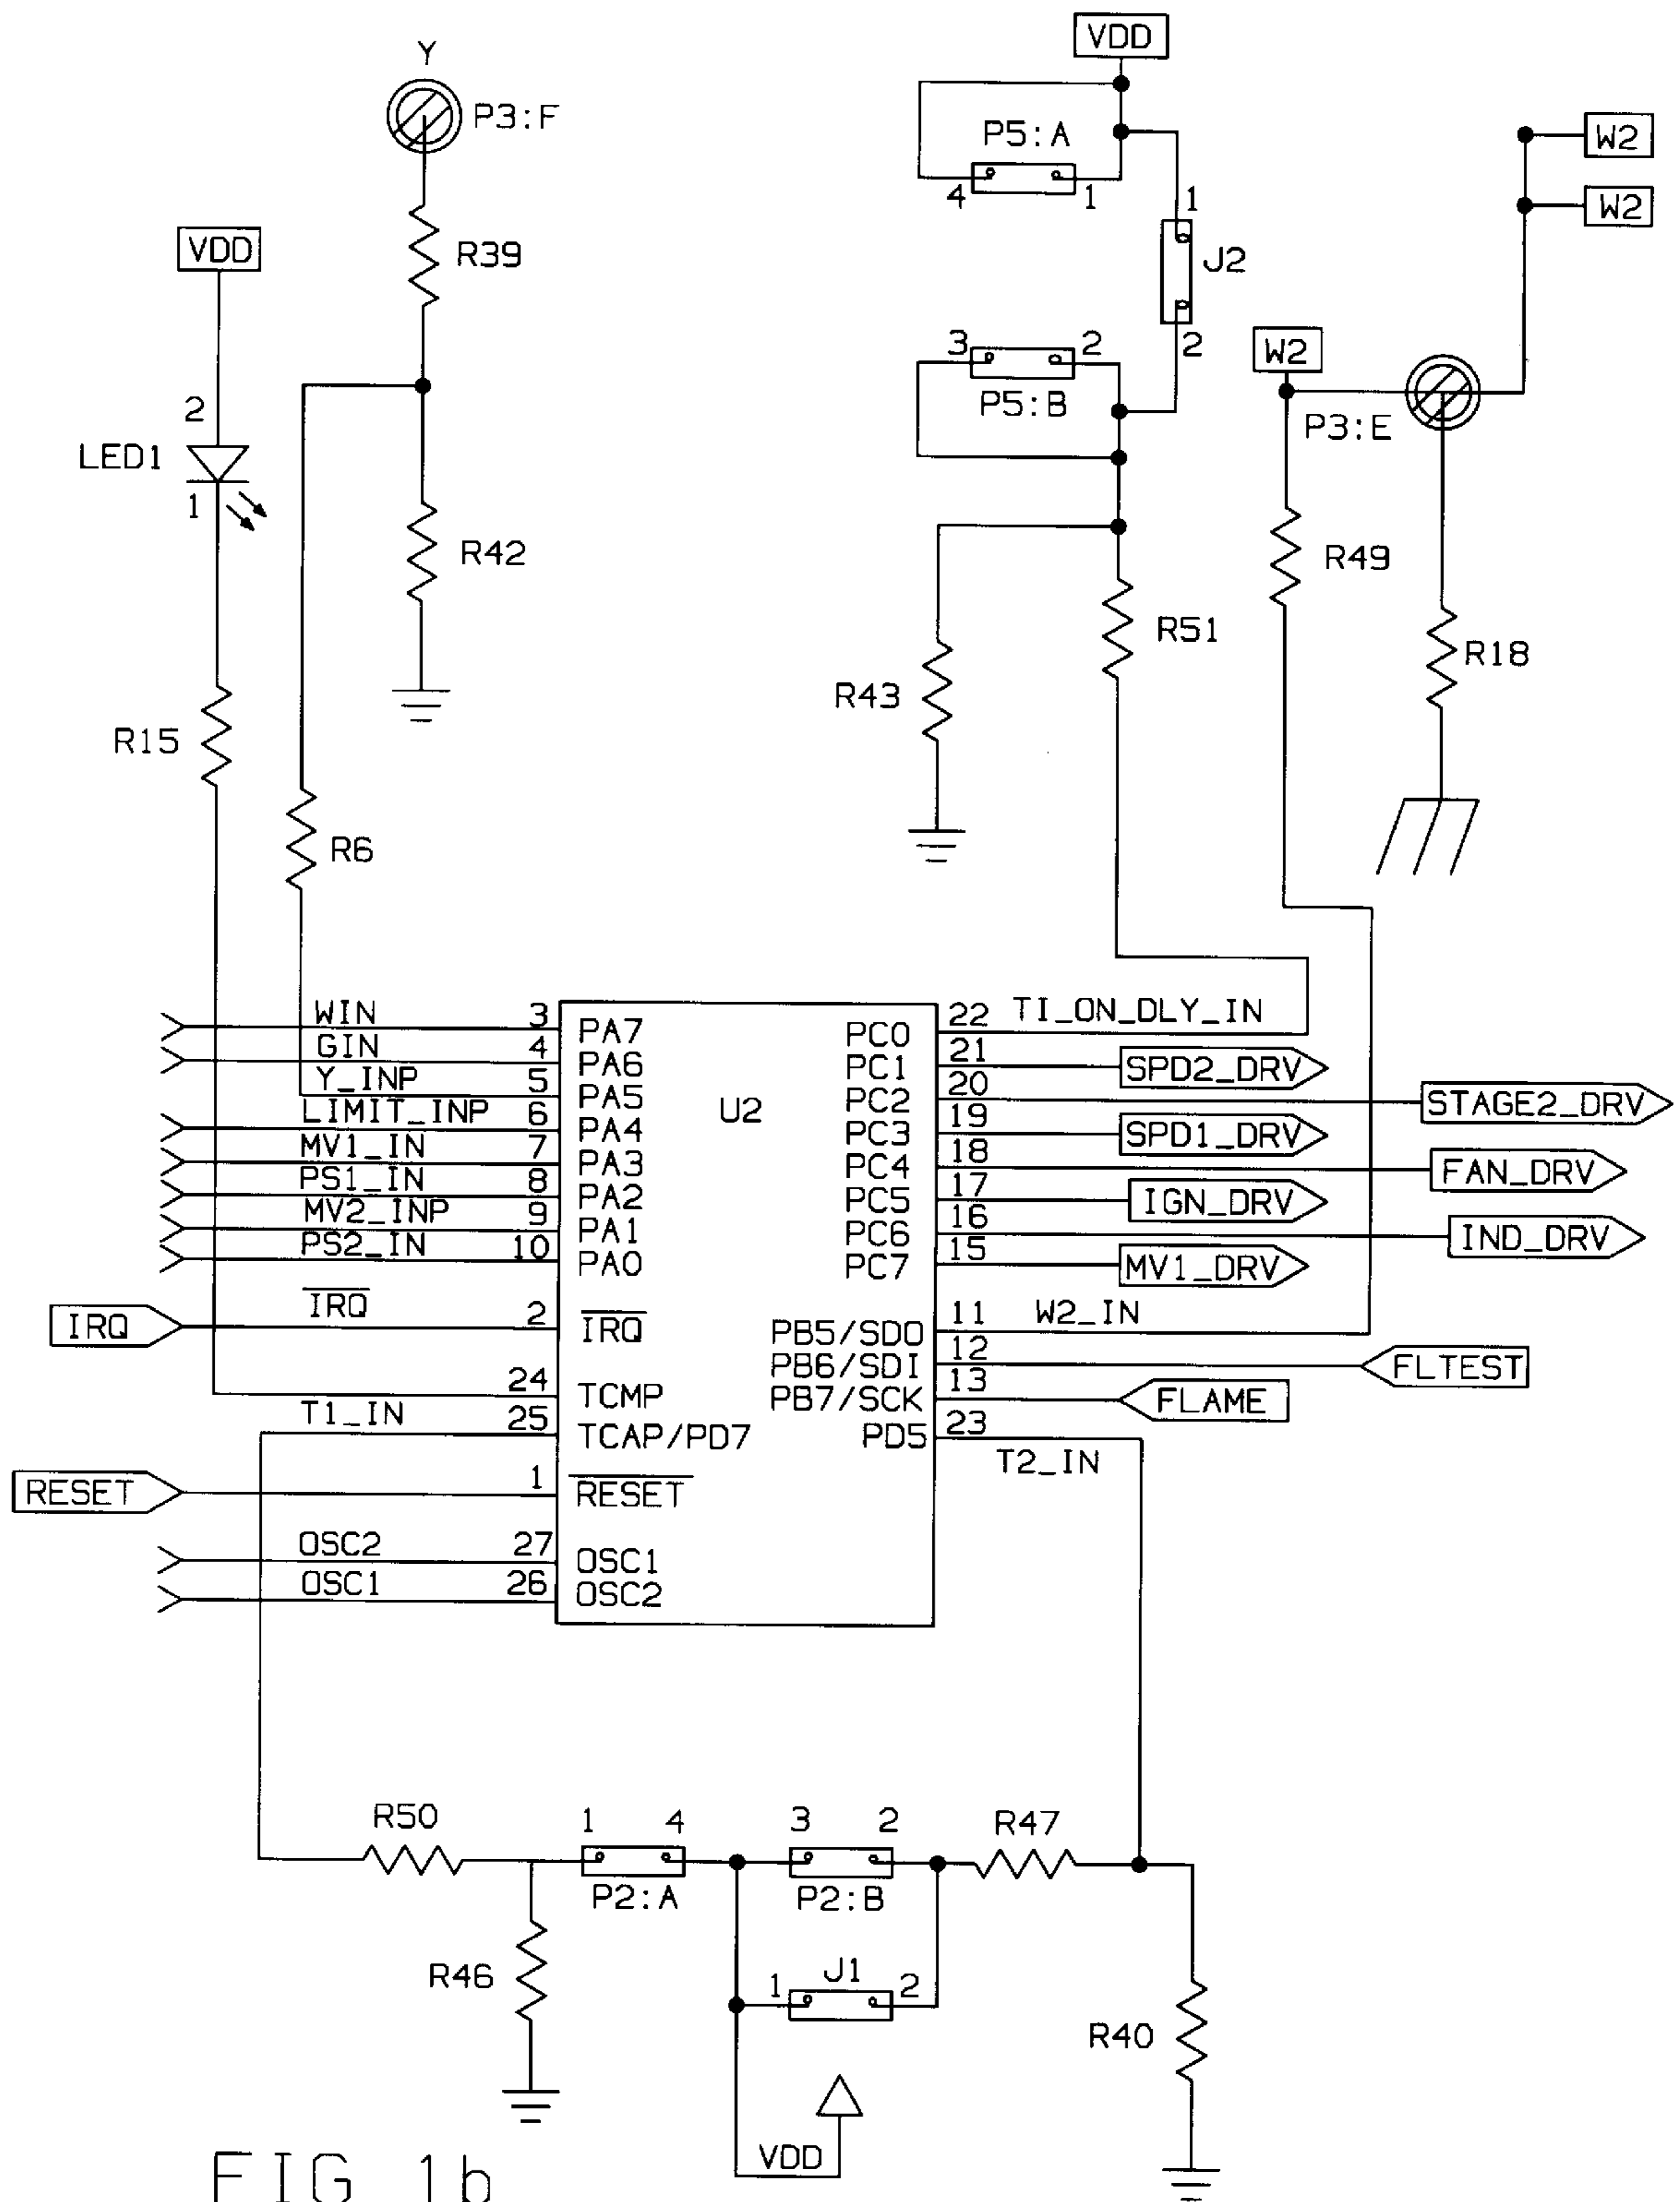 VDD
Y
P3:F
P5:A
4
1
W2
W2
1
J2
2
VDD
R39
3
2
P5:B
W2
P3:E
2
LED1
1
R42
R49
R51
R18
R43
R15
R6
WIN 3 PA7
GIN 4 PA6
Y_INP 5 PA5
LIMIT_INP 6 PA4
MV1_IN 7 PA3
PS1_IN 8 PA2
MV2_INP 9 PA1
PS2_IN 10 PA0
IRQ IRQ 2 IRQ
24 TCMP
T1_IN 25 TCAP/PD7
RESET 1 RESET
OSC2 27 OSC1
OSC1 26 OSC2
U2
PC0 22 TI_ON_DLY_IN
PC1 21 SPD2_DRV
PC2 20 STAGE2_DRV
PC3 19 SPD1_DRV
PC4 18 FAN_DRV
PC5 17 IGN_DRV
PC6 16 IND_DRV
PC7 15 MV1_DRV
PB5/SDO 11 W2_IN
PB6/SDI 12 FLTEST
PB7/SCK 13 FLAME
PD5 23
T2_IN
R50
1 4
P2:A
3 2
P2:B
R47
R46
1 J1 2
R40
VDD
FIG 1b